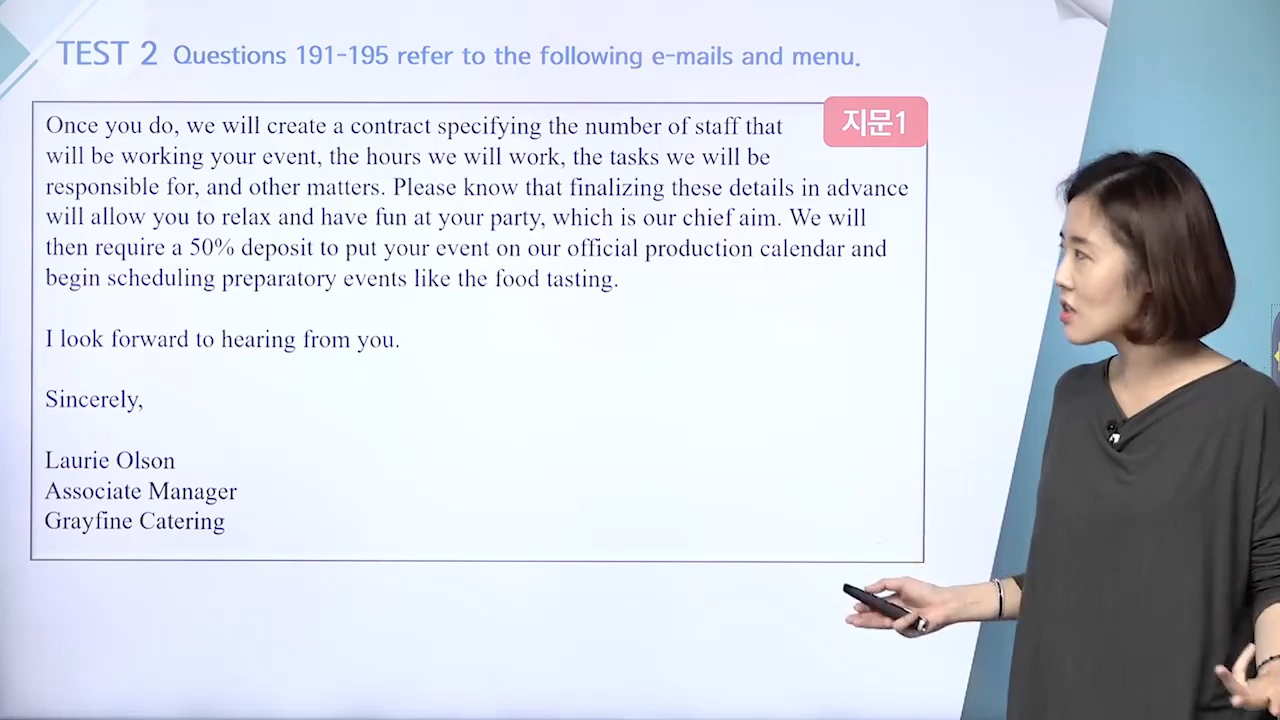 TEST 2 Questions 191-195 refer to the following e-mails and menu.
지문1
Once you do, we will create a contract specifying the number of staff that
will be working your event, the hours we will work, the tasks we will be
responsible for, and other matters. Please know that finalizing these details in advance
will allow you to relax and have fun at your party, which is our chief aim. We will
then require a 50% deposit to put your event on our official production calendar and
begin scheduling preparatory events like the food tasting.
I look forward to hearing from you.
Sincerely,
Laurie Olson
Associate Manager
Grayfine Catering